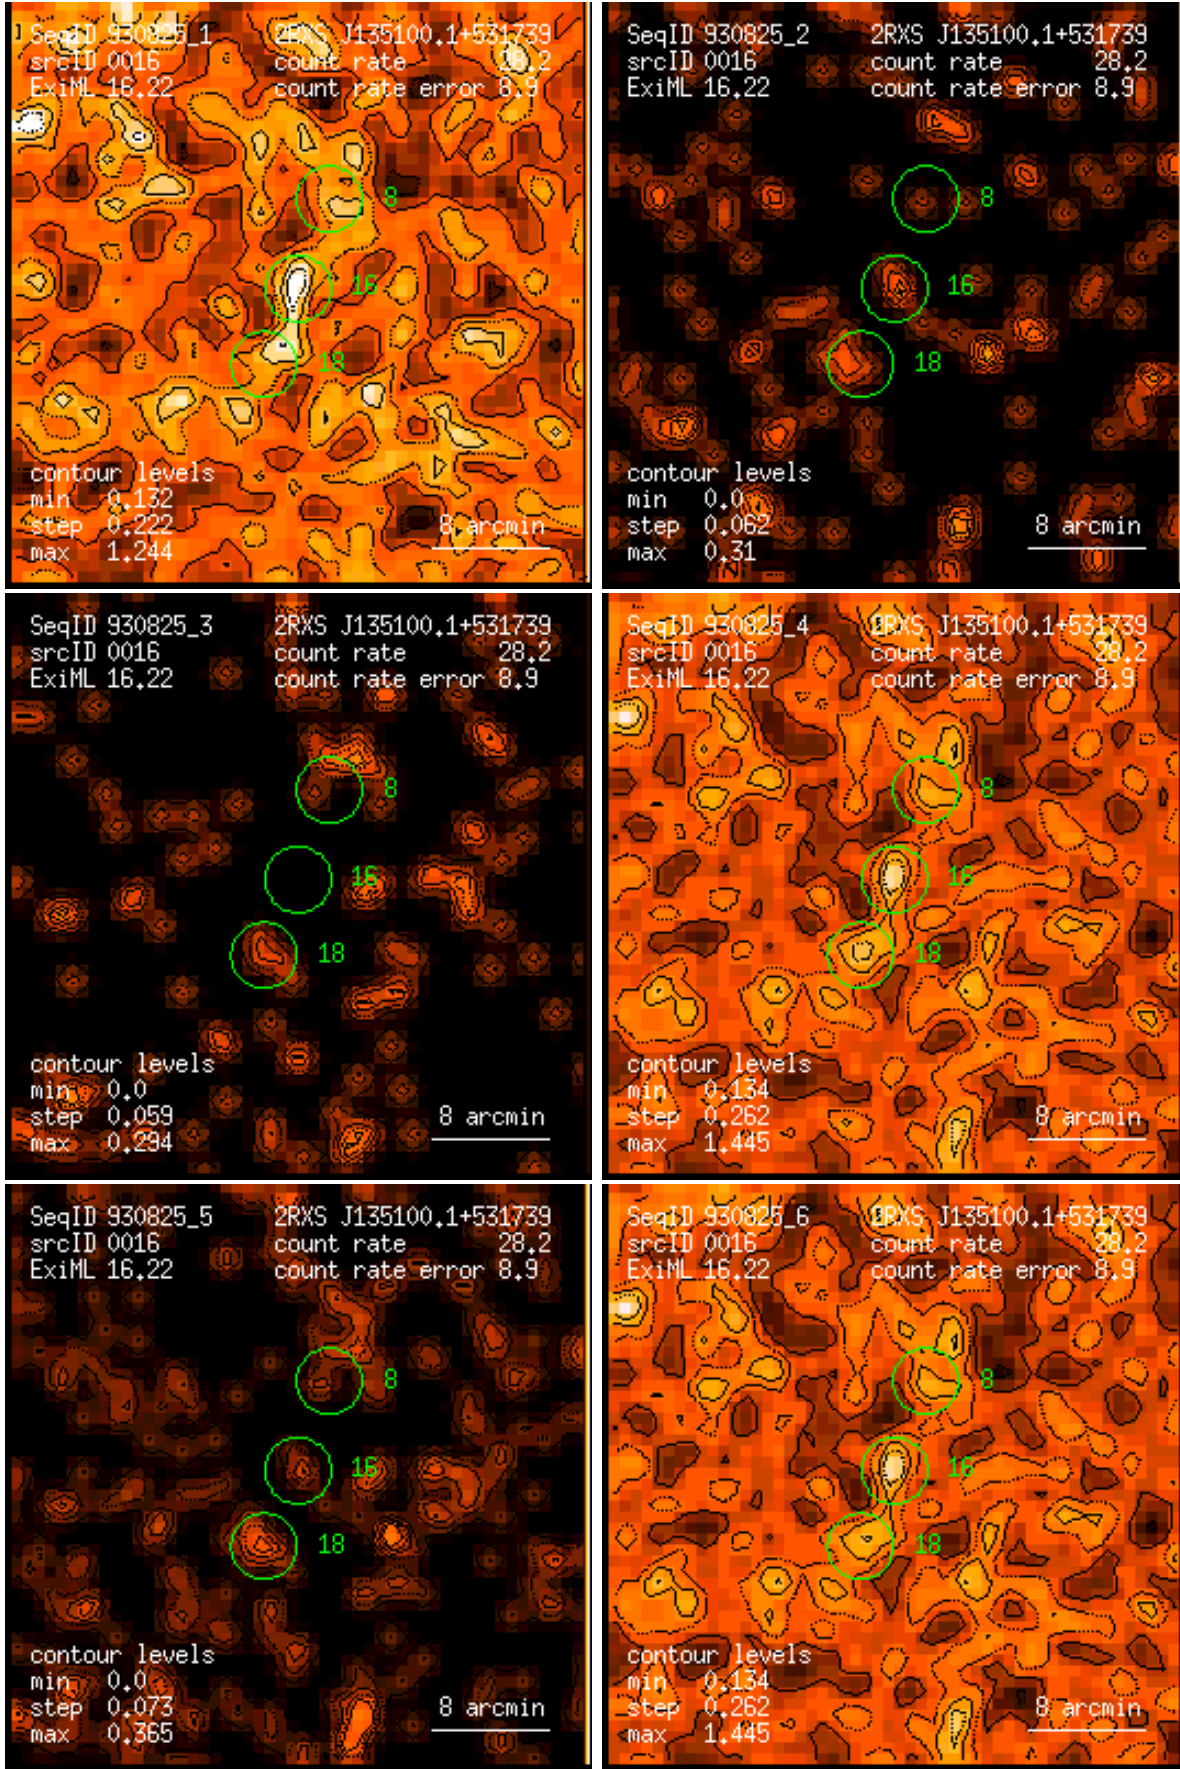 SeqID 930825_1 2RXS J135100.1+531739
srcID 0016 count rate 28.2
ExiML 16.22 count rate error 8.9
8
16
18
contour levels
min 0.132
step 0.222 8 arcmin
max 1.244
SeqID 930825_2 2RXS J135100.1+531739
srcID 0016 count rate 28.2
ExiML 16.22 count rate error 8.9
8
16
18
contour levels
min 0.0
step 0.062 8 arcmin
max 0.31
SeqID 930825_3 2RXS J135100.1+531739
srcID 0016 count rate 28.2
ExiML 16.22 count rate error 8.9
8
16
18
contour levels
min 0.0
step 0.059 8 arcmin
max 0.294
SeqID 930825_4 2RXS J135100.1+531739
srcID 0016 count rate 28.2
ExiML 16.22 count rate error 8.9
8
16
18
contour levels
min 0.134
step 0.262 8 arcmin
max 1.445
SeqID 930825_5 2RXS J135100.1+531739
srcID 0016 count rate 28.2
ExiML 16.22 count rate error 8.9
8
16
18
contour levels
min 0.0
step 0.073 8 arcmin
max 0.365
SeqID 930825_6 2RXS J135100.1+531739
srcID 0016 count rate 28.2
ExiML 16.22 count rate error 8.9
8
16
18
contour levels
min 0.134
step 0.262 8 arcmin
max 1.445